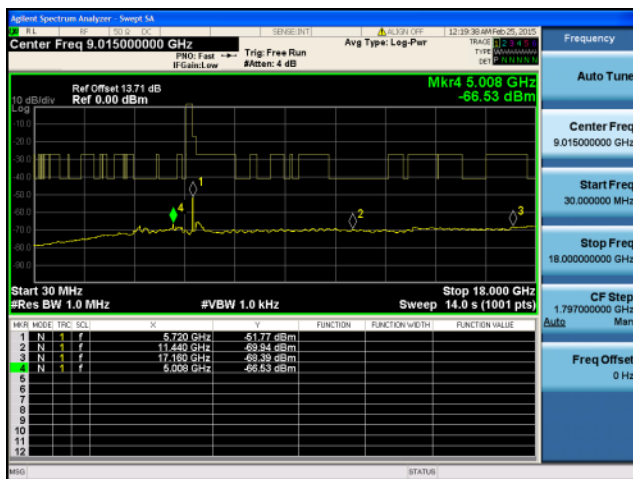 Agilent Spectrum Analyzer - Swept SA
RL RF 50 Ω DC SENSE:INT ALIGN OFF 12:19:38 AM Feb 25, 2015
Center Freq 9.015000000 GHz
PNO: Fast Trig: Free Run
IFGain:Low #Atten: 4 dB
Avg Type: Log-Pwr
TRACE 1 2 3 4 5 6
TYPE
DET P N N N N N
Ref Offset 13.71 dB
Ref 0.00 dBm
Mkr4 5.008 GHz
-66.53 dBm
10 dB/div
Log
-10.0
-20.0
-30.0
-40.0
-50.0
-60.0
-70.0
-80.0
-90.0
1
4
2
3
Start 30 MHz
Stop 18.000 GHz
#Res BW 1.0 MHz
#VBW 1.0 kHz
Sweep 14.0 s (1001 pts)
MKR MODE TRC SCL X Y FUNCTION FUNCTION WIDTH FUNCTION VALUE
1 N 1 f 5.720 GHz -51.77 dBm
2 N 1 f 11.440 GHz -69.94 dBm
3 N 1 f 17.160 GHz -68.39 dBm
4 N 1 f 5.008 GHz -66.53 dBm
5
6
7
8
9
10
11
12
MSG
STATUS
Frequency
Auto Tune
Center Freq
9.015000000 GHz
Start Freq
30.000000 MHz
Stop Freq
18.000000000 GHz
CF Step
1.797000000 GHz
Auto Man
Freq Offset
0 Hz